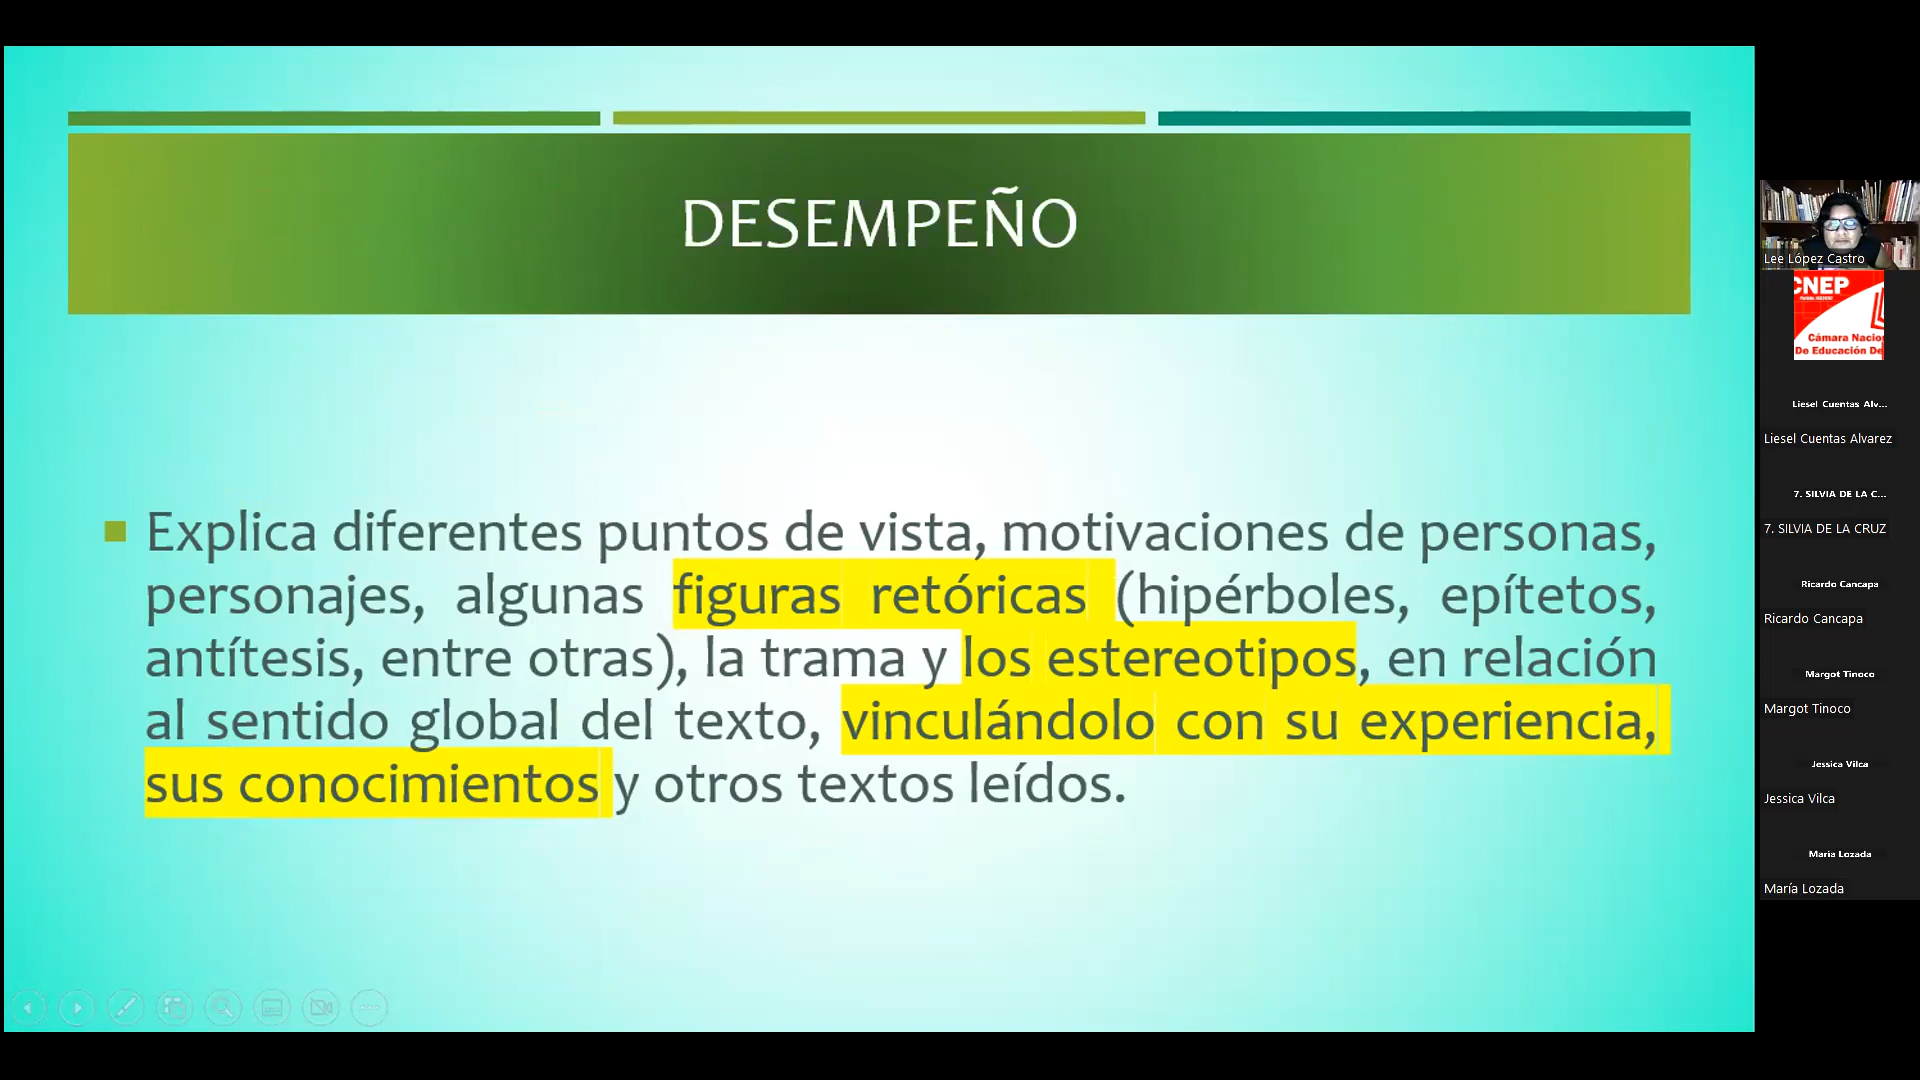 DESEMPEÑO
Explica diferentes puntos de vista, motivaciones de personas,
personajes, algunas figuras retóricas (hipérboles, epítetos,
antítesis, entre otras), la trama y los estereotipos, en relación
al sentido global del texto, vinculándolo con su experiencia,
sus conocimientos y otros textos leídos.
Lee López Castro
CNEP
Cámara Nacio
De Educación De
Liesel Cuentas Alv...
Liesel Cuentas Alvarez
7. SILVIA DE LA C...
7. SILVIA DE LA CRUZ
Ricardo Cancapa
Ricardo Cancapa
Margot Tinoco
Margot Tinoco
Jessica Vilca
Jessica Vilca
Maria Lozada
María Lozada